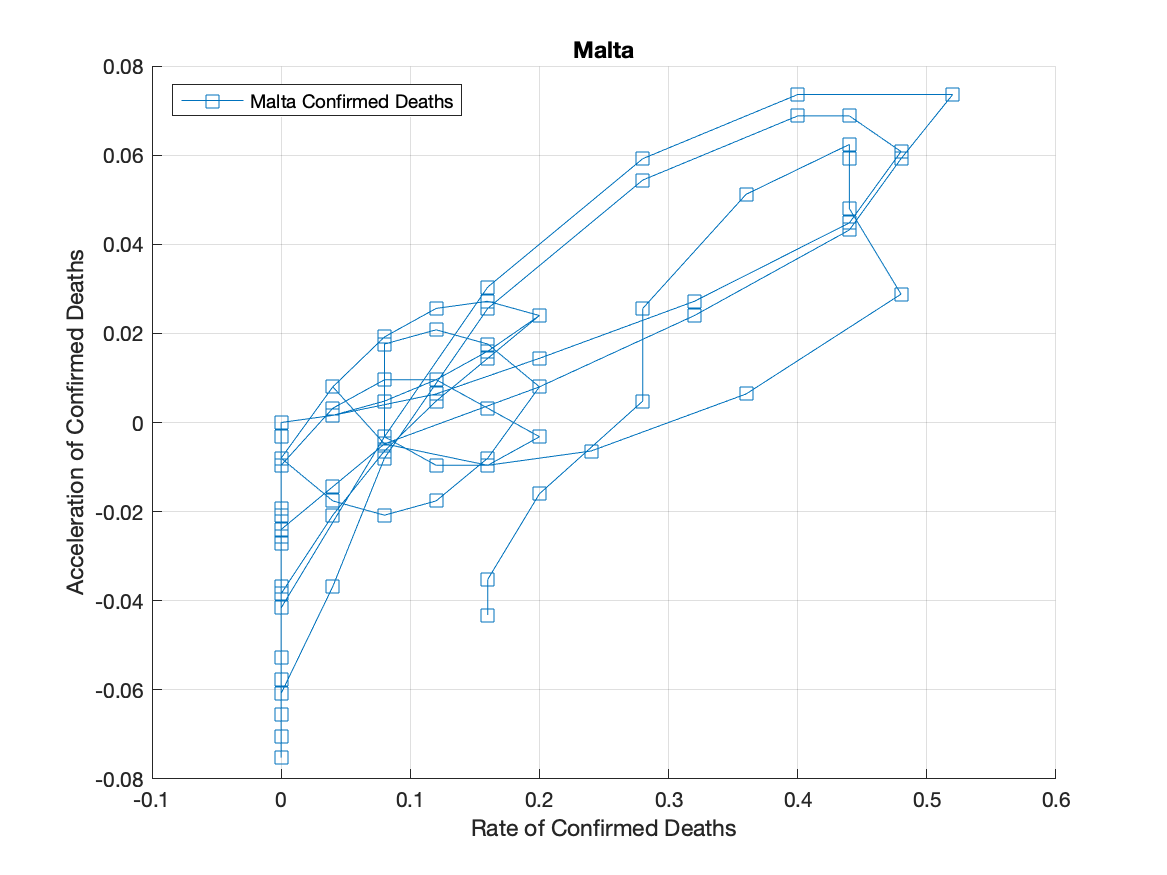 Malta
Malta Confirmed Deaths
0.08
0.06
0.04
0.02
0
-0.02
-0.04
-0.06
-0.08
Acceleration of Confirmed Deaths
-0.1 0 0.1 0.2 0.3 0.4 0.5 0.6
Rate of Confirmed Deaths